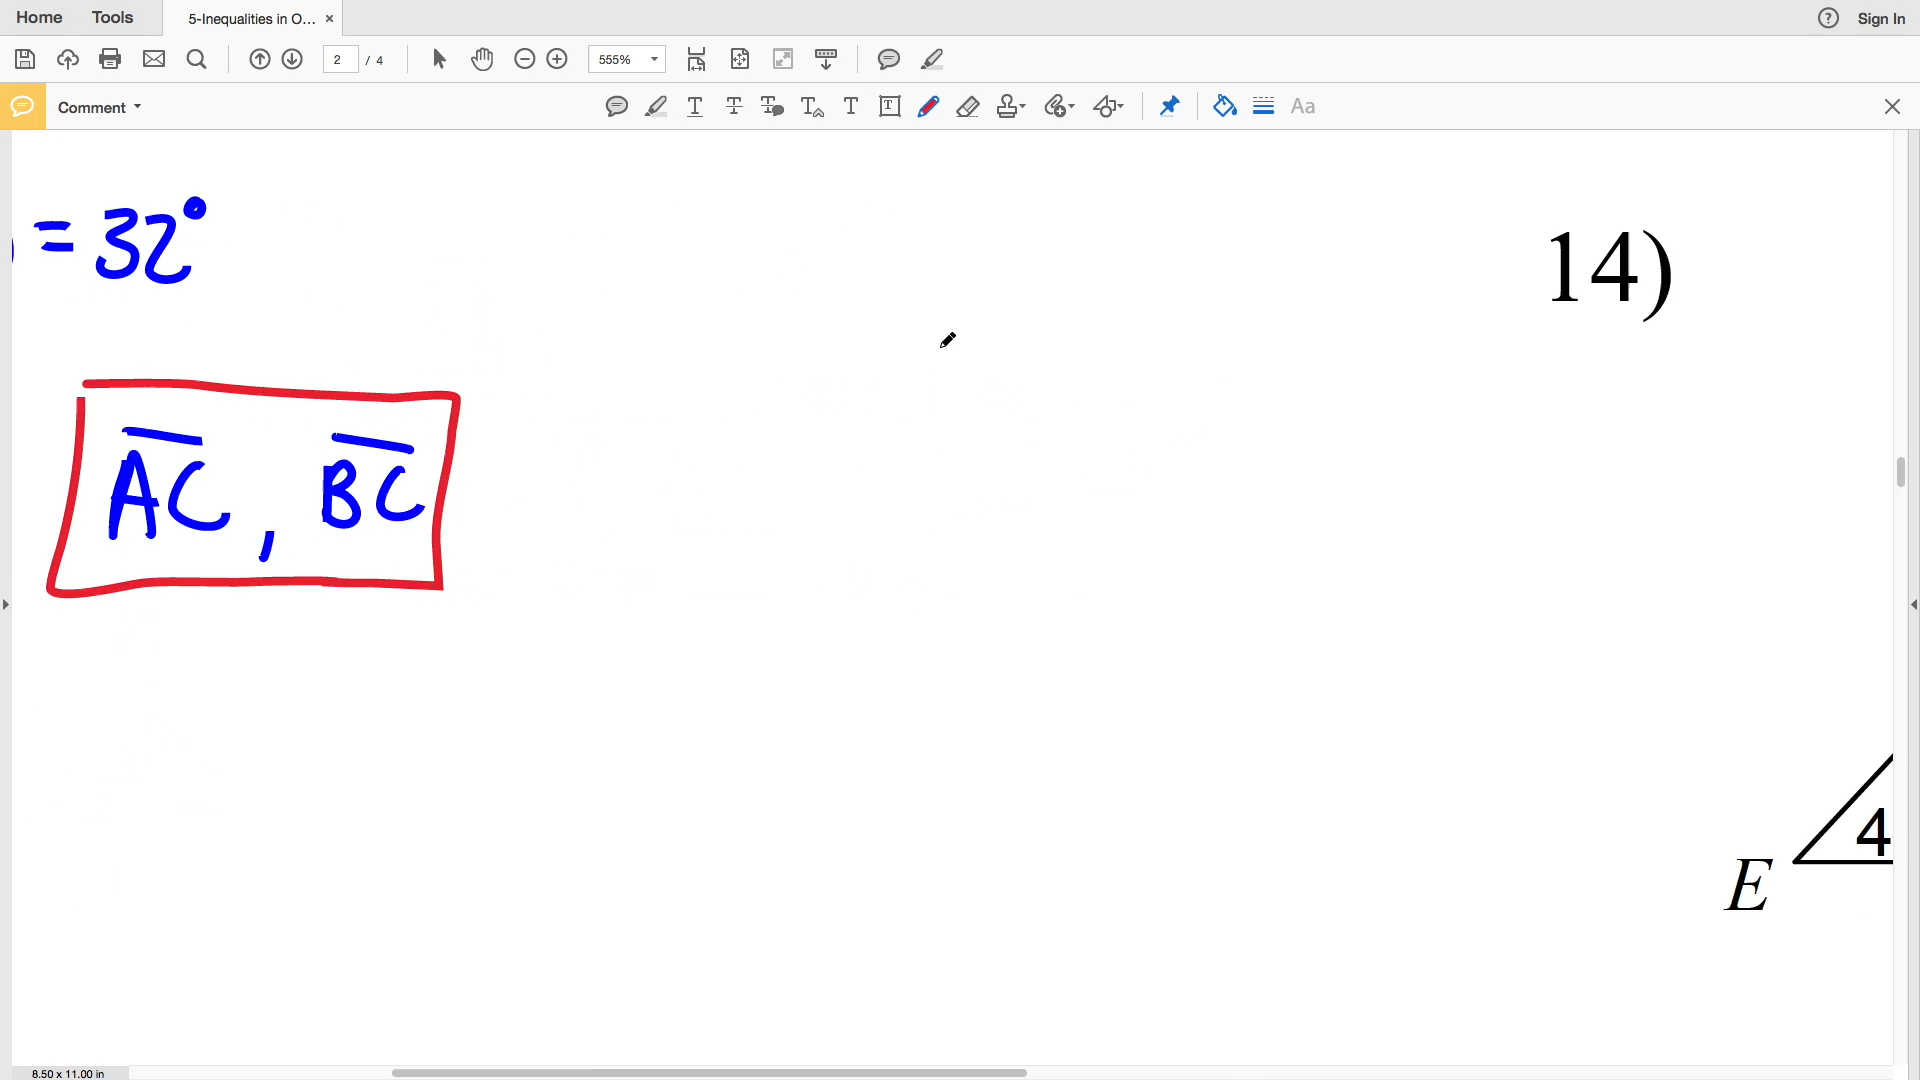 Home Tools 5-Inequalities in O... × ? Sign In
2 / 4 555%
Comment T T T T T T Aa
= 32°
14)
AC, BC
4
E
8.50 x 11.00 in